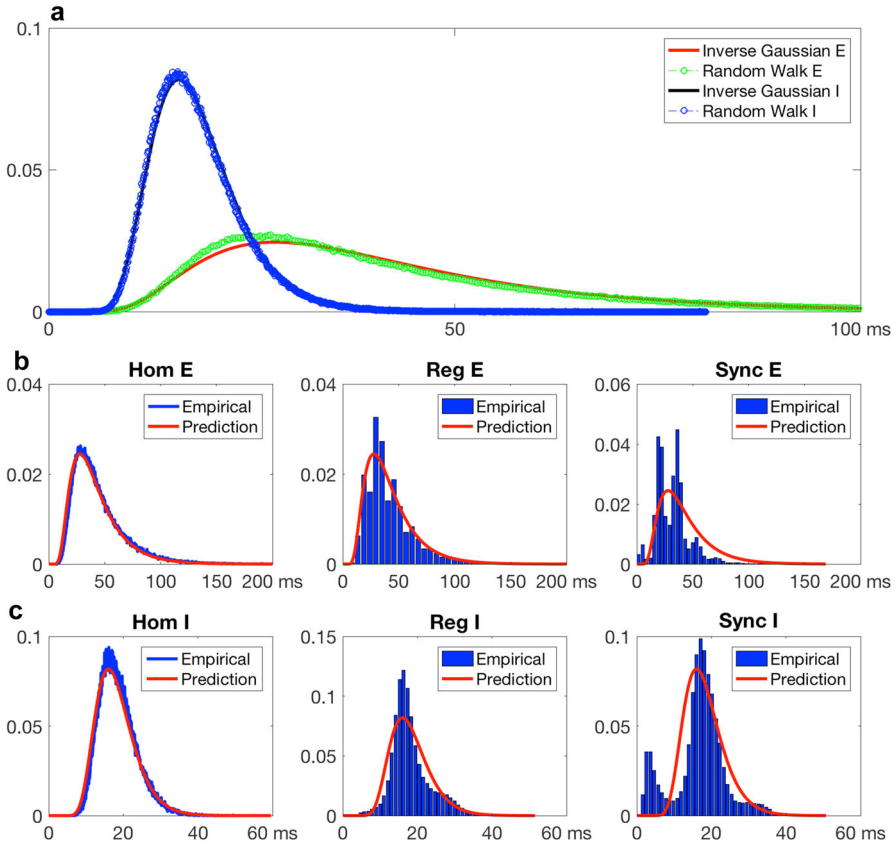 a
0.1
0.05
0
0
50
100 ms
Inverse Gaussian E
Random Walk E
Inverse Gaussian I
Random Walk I
b
Hom E
0.04
0.02
0
0 50 100 150 200 ms
Empirical
Prediction
Reg E
0.04
0.02
0
0 50 100 150 200 ms
Empirical
Prediction
Sync E
0.06
0.04
0.02
0
0 50 100 150 200 ms
Empirical
Prediction
c
Hom I
0.1
0.05
0
0 20 40 60 ms
Empirical
Prediction
Reg I
0.15
0.1
0.05
0
0 20 40 60 ms
Empirical
Prediction
Sync I
0.1
0.05
0
0 20 40 60 ms
Empirical
Prediction